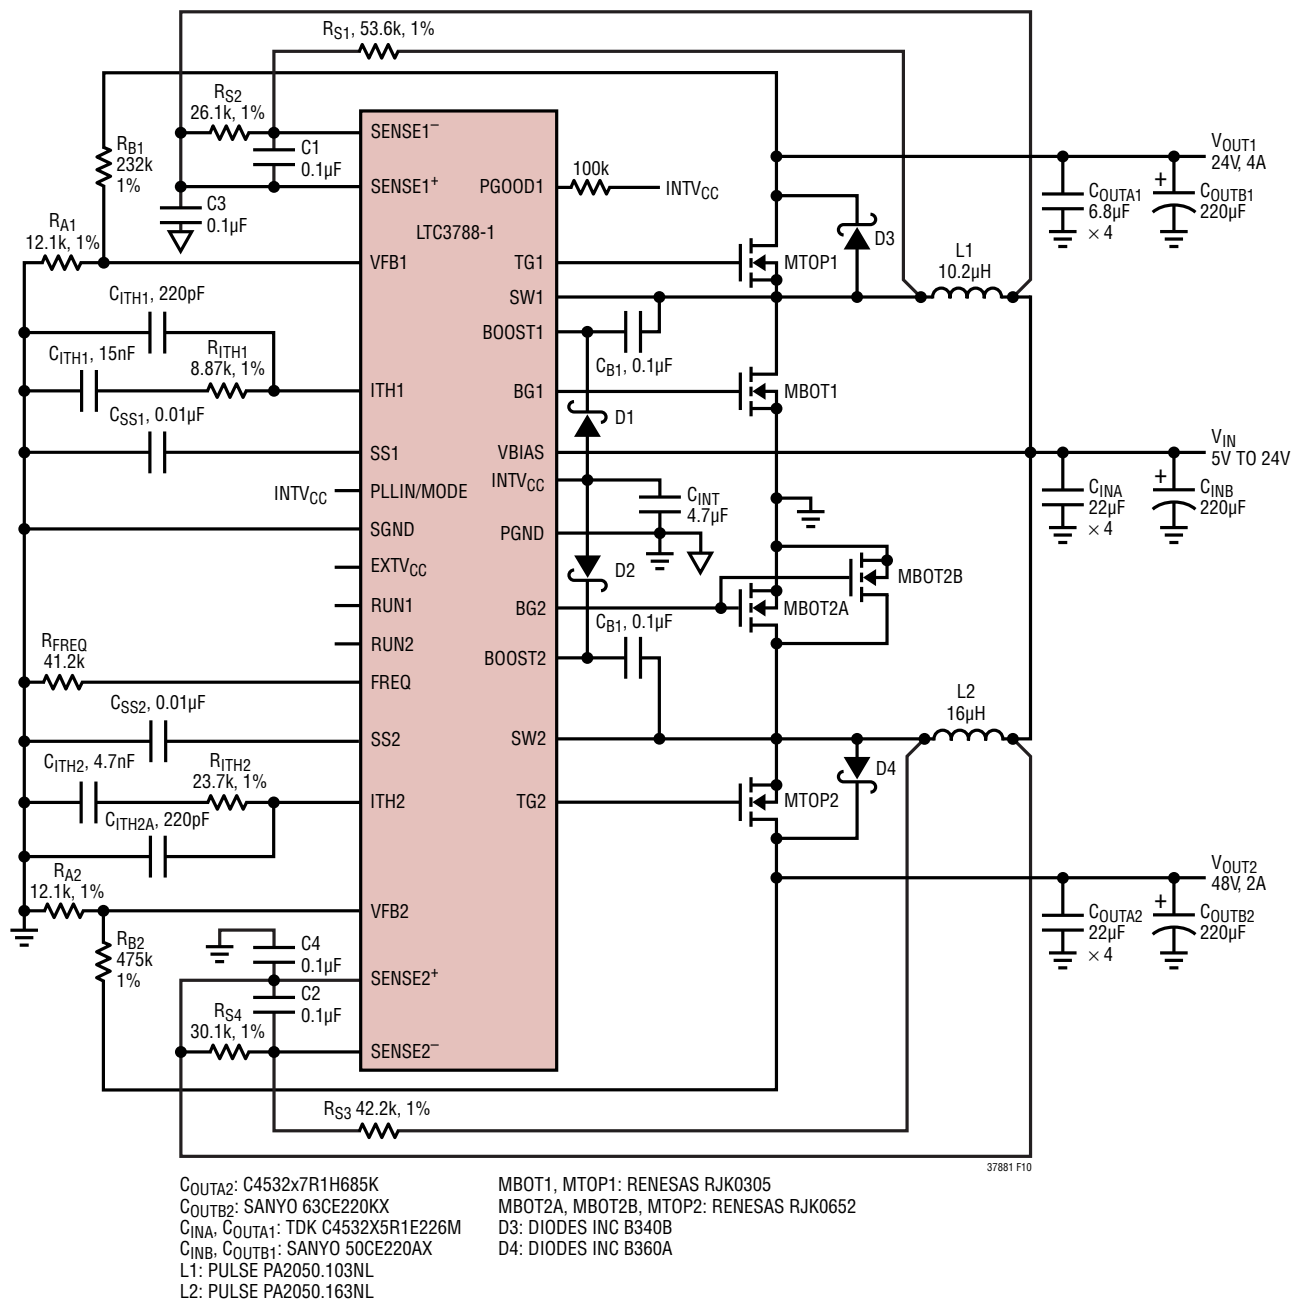 RS1, 53.6k, 1%
RS2
26.1k, 1%
RB1
232k
1%
C1
0.1µF
C3
0.1µF
RA1
12.1k, 1%
CITH1, 220pF
CITH1, 15nF
RITH1
8.87k, 1%
CSS1, 0.01µF
INTVCC
RFREQ
41.2k
CSS2, 0.01µF
CITH2, 4.7nF
RITH2
23.7k, 1%
CITH2A, 220pF
RA2
12.1k, 1%
RB2
475k
1%
C4
0.1µF
C2
0.1µF
RS4
30.1k, 1%
RS3 42.2k, 1%
LTC3788-1
SENSE1–
SENSE1+
VFB1
ITH1
SS1
PLLIN/MODE
SGND
EXTVCC
RUN1
RUN2
FREQ
SS2
ITH2
VFB2
SENSE2+
SENSE2–
PGOOD1
TG1
SW1
BOOST1
BG1
VBIAS
INTVCC
PGND
BG2
BOOST2
SW2
TG2
100k
INTVCC
CB1, 0.1µF
D1
CINT
4.7µF
D2
CB1, 0.1µF
MTOP1
D3
MBOT1
MBOT2A
MBOT2B
MTOP2
D4
L1
10.2µH
L2
16µH
VOUT1
24V, 4A
COUTA1
6.8µF
× 4
+
COUTB1
220µF
VIN
5V TO 24V
CINA
22µF
× 4
+
CINB
220µF
VOUT2
48V, 2A
COUTA2
22µF
× 4
+
COUTB2
220µF
37881 F10
COUTA2: C4532x7R1H685K
COUTB2: SANYO 63CE220KX
CINA, COUTA1: TDK C4532X5R1E226M
CINB, COUTB1: SANYO 50CE220AX
L1: PULSE PA2050.103NL
L2: PULSE PA2050.163NL
MBOT1, MTOP1: RENESAS RJK0305
MBOT2A, MBOT2B, MTOP2: RENESAS RJK0652
D3: DIODES INC B340B
D4: DIODES INC B360A